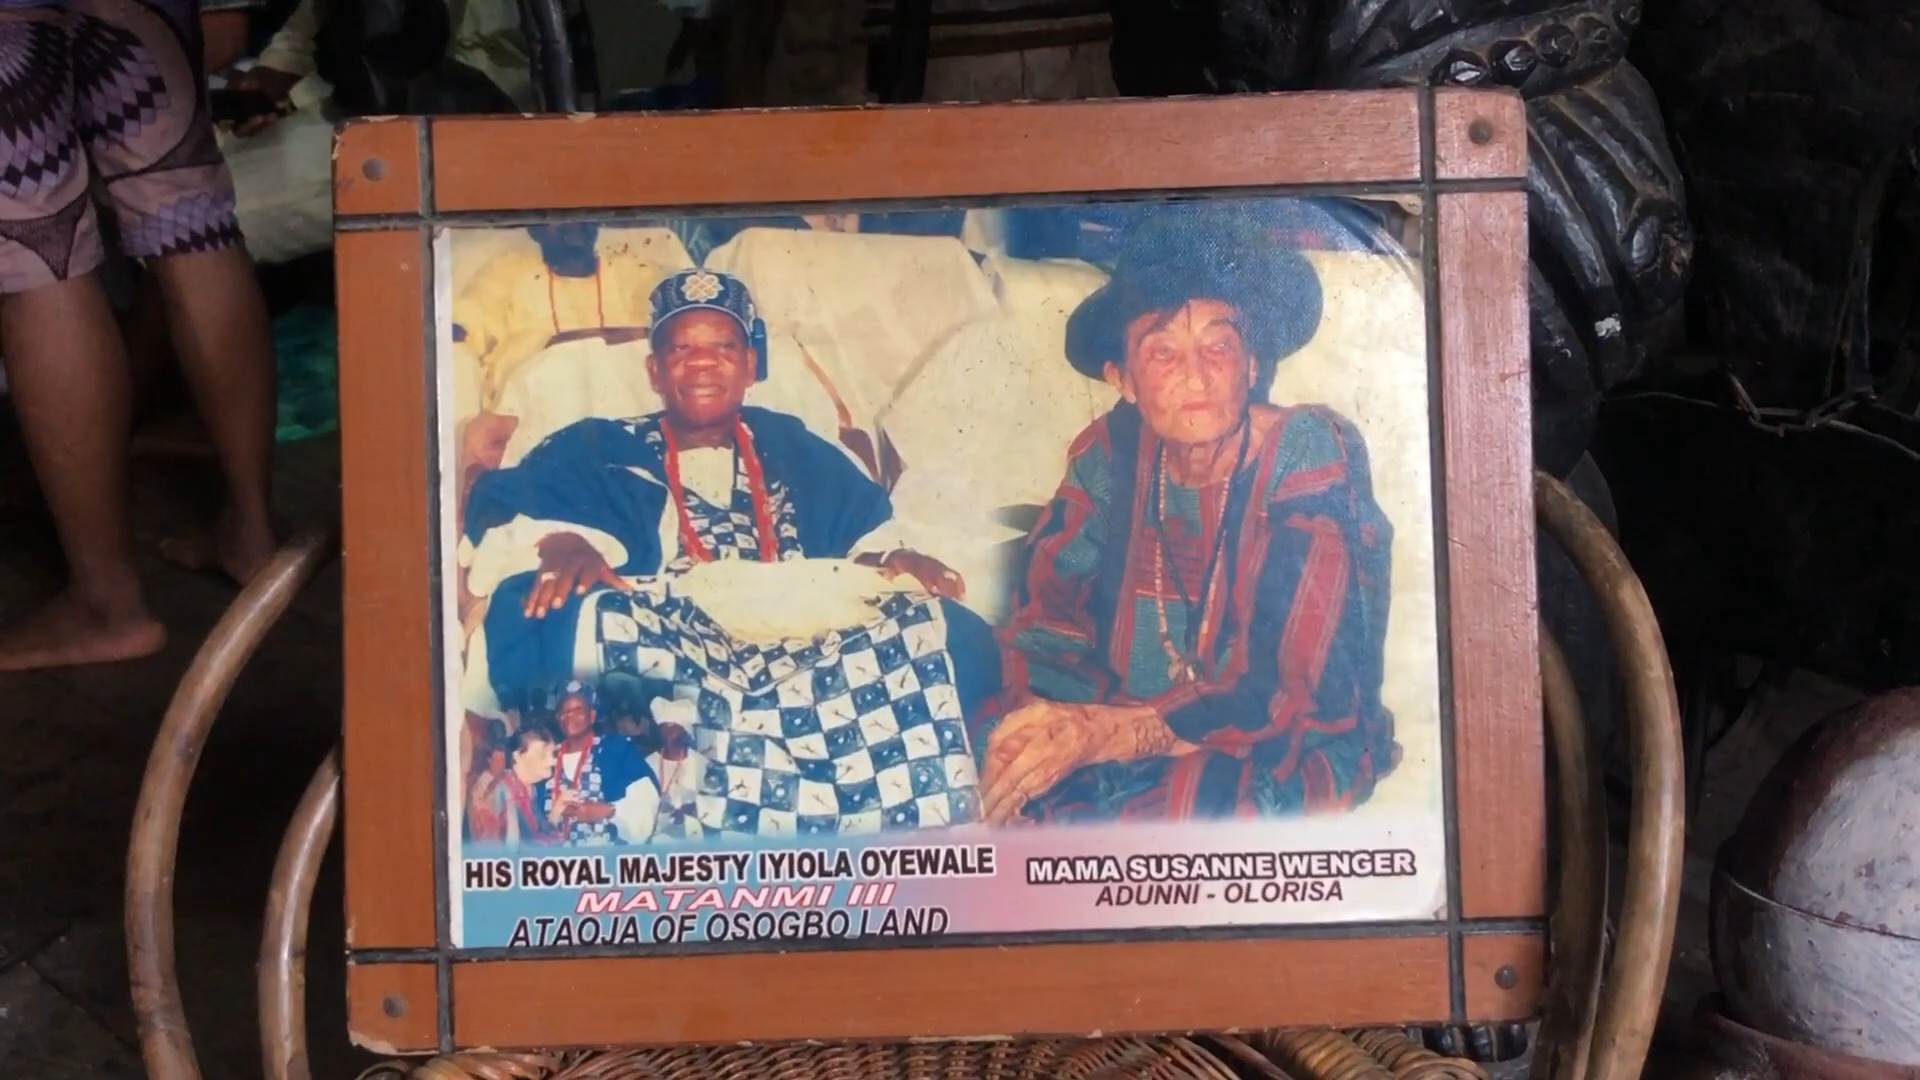 HIS ROYAL MAJESTY IYIOLA OYEWALE
MATANMI III
ATAOJA OF OSOGBO LAND
MAMA SUSANNE WENGER
ADUNNI - OLORISA